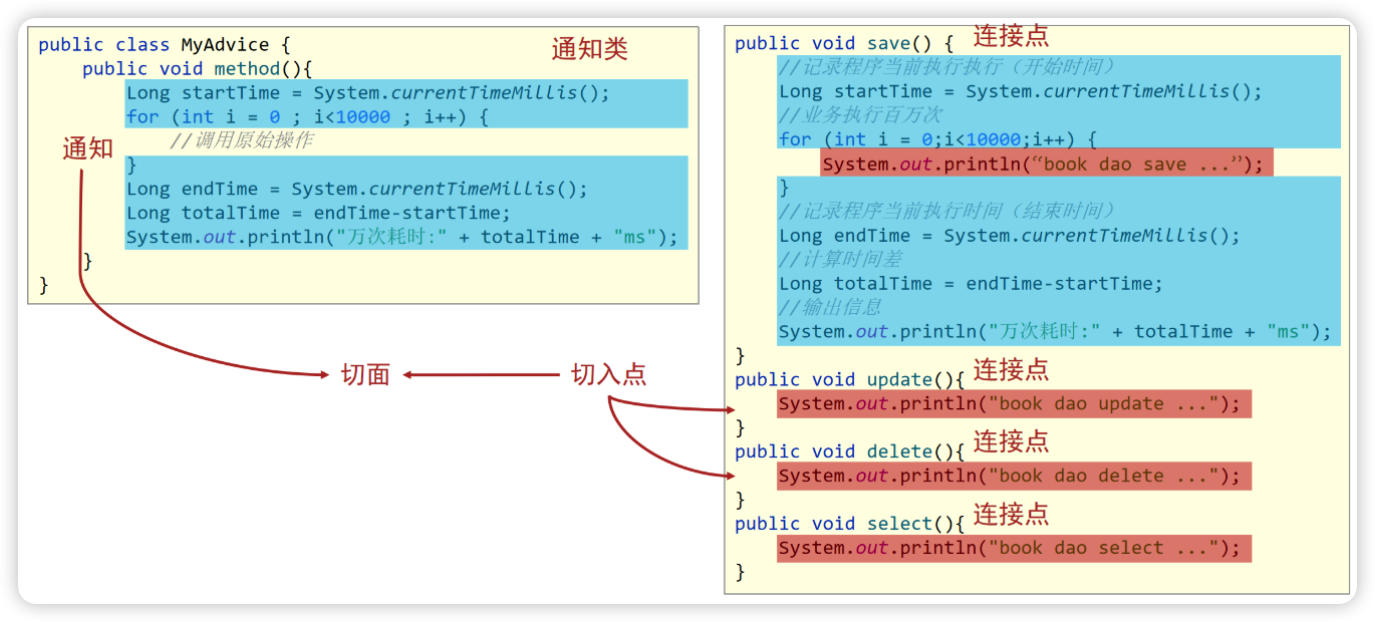 public class MyAdvice {
通知类
public void method(){
Long startTime = System.currentTimeMillis();
for (int i = 0 ; i<10000 ; i++) {
//调用原始操作
通知
}
Long endTime = System.currentTimeMillis();
Long totalTime = endTime-startTime;
System.out.println("万次耗时:" + totalTime + "ms");
}
}
切面
切入点
public void save() {
连接点
//记录程序当前执行执行（开始时间）
Long startTime = System.currentTimeMillis();
//业务执行百万次
for (int i = 0;i<10000;i++) {
System.out.println(“book dao save ...”);
}
//记录程序当前执行时间（结束时间）
Long endTime = System.currentTimeMillis();
//计算时间差
Long totalTime = endTime-startTime;
//输出信息
System.out.println("万次耗时:" + totalTime + "ms");
}
public void update(){
连接点
System.out.println("book dao update ...");
}
public void delete(){
连接点
System.out.println("book dao delete ...");
}
public void select(){
连接点
System.out.println("book dao select ...");
}